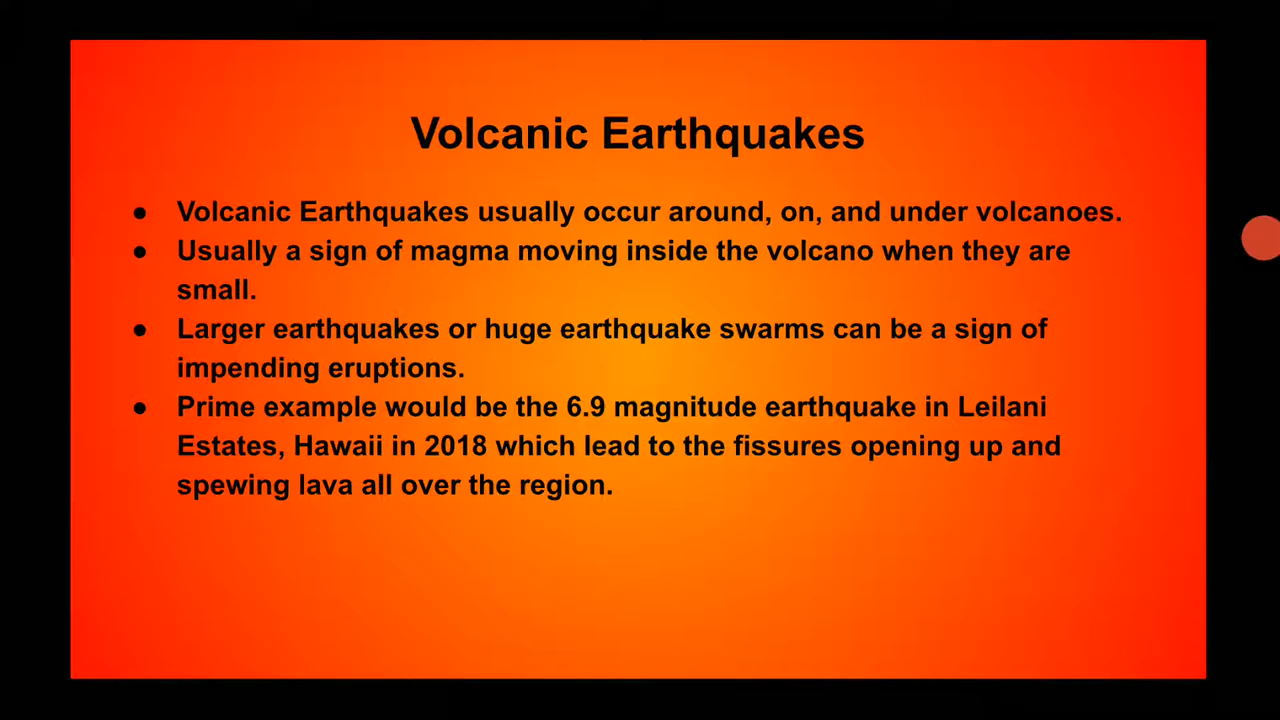 Volcanic Earthquakes
● Volcanic Earthquakes usually occur around, on, and under volcanoes.
● Usually a sign of magma moving inside the volcano when they are
small.
● Larger earthquakes or huge earthquake swarms can be a sign of
impending eruptions.
● Prime example would be the 6.9 magnitude earthquake in Leilani
Estates, Hawaii in 2018 which lead to the fissures opening up and
spewing lava all over the region.